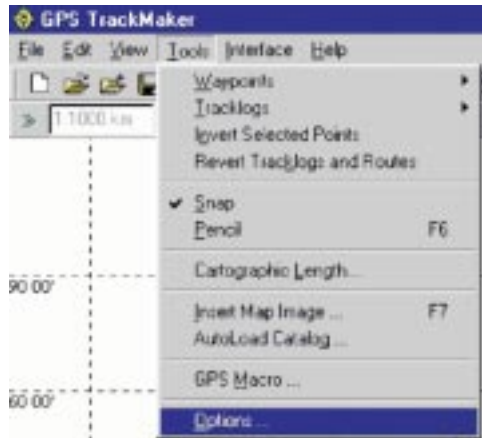 GPS TrackMaker
File Edit View Tools Interface Help
1:1000 km
Waypoints
Tracklogs
Invert Selected Points
Revert Tracklogs and Routes
Snap
Pencil F6
Cartographic Length...
90 00'
Insert Map Image ... F7
AutoLoad Catalog ...
GPS Macro ...
60 00'
Options ...